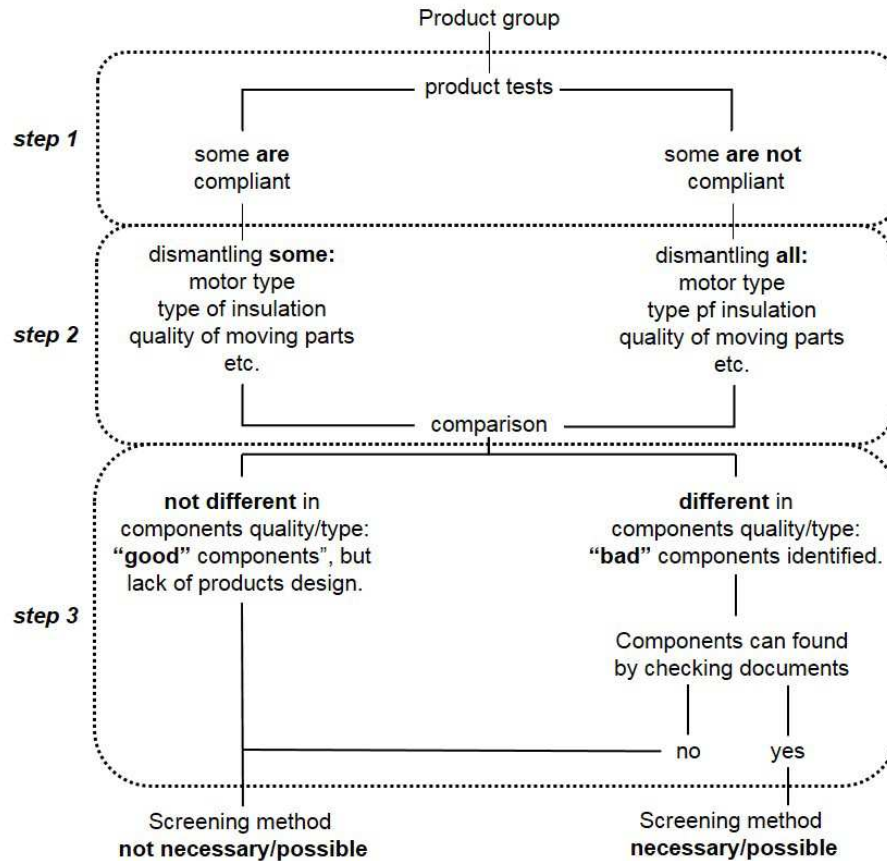 Product group
product tests
step 1
some are
compliant
some are not
compliant
step 2
dismantling some:
motor type
type of insulation
quality of moving parts
etc.
dismantling all:
motor type
type pf insulation
quality of moving parts
etc.
comparison
step 3
not different in
components quality/type:
“good” components”, but
lack of products design.
different in
components quality/type:
“bad” components identified.
Components can found
by checking documents
no
yes
Screening method
not necessary/possible
Screening method
necessary/possible